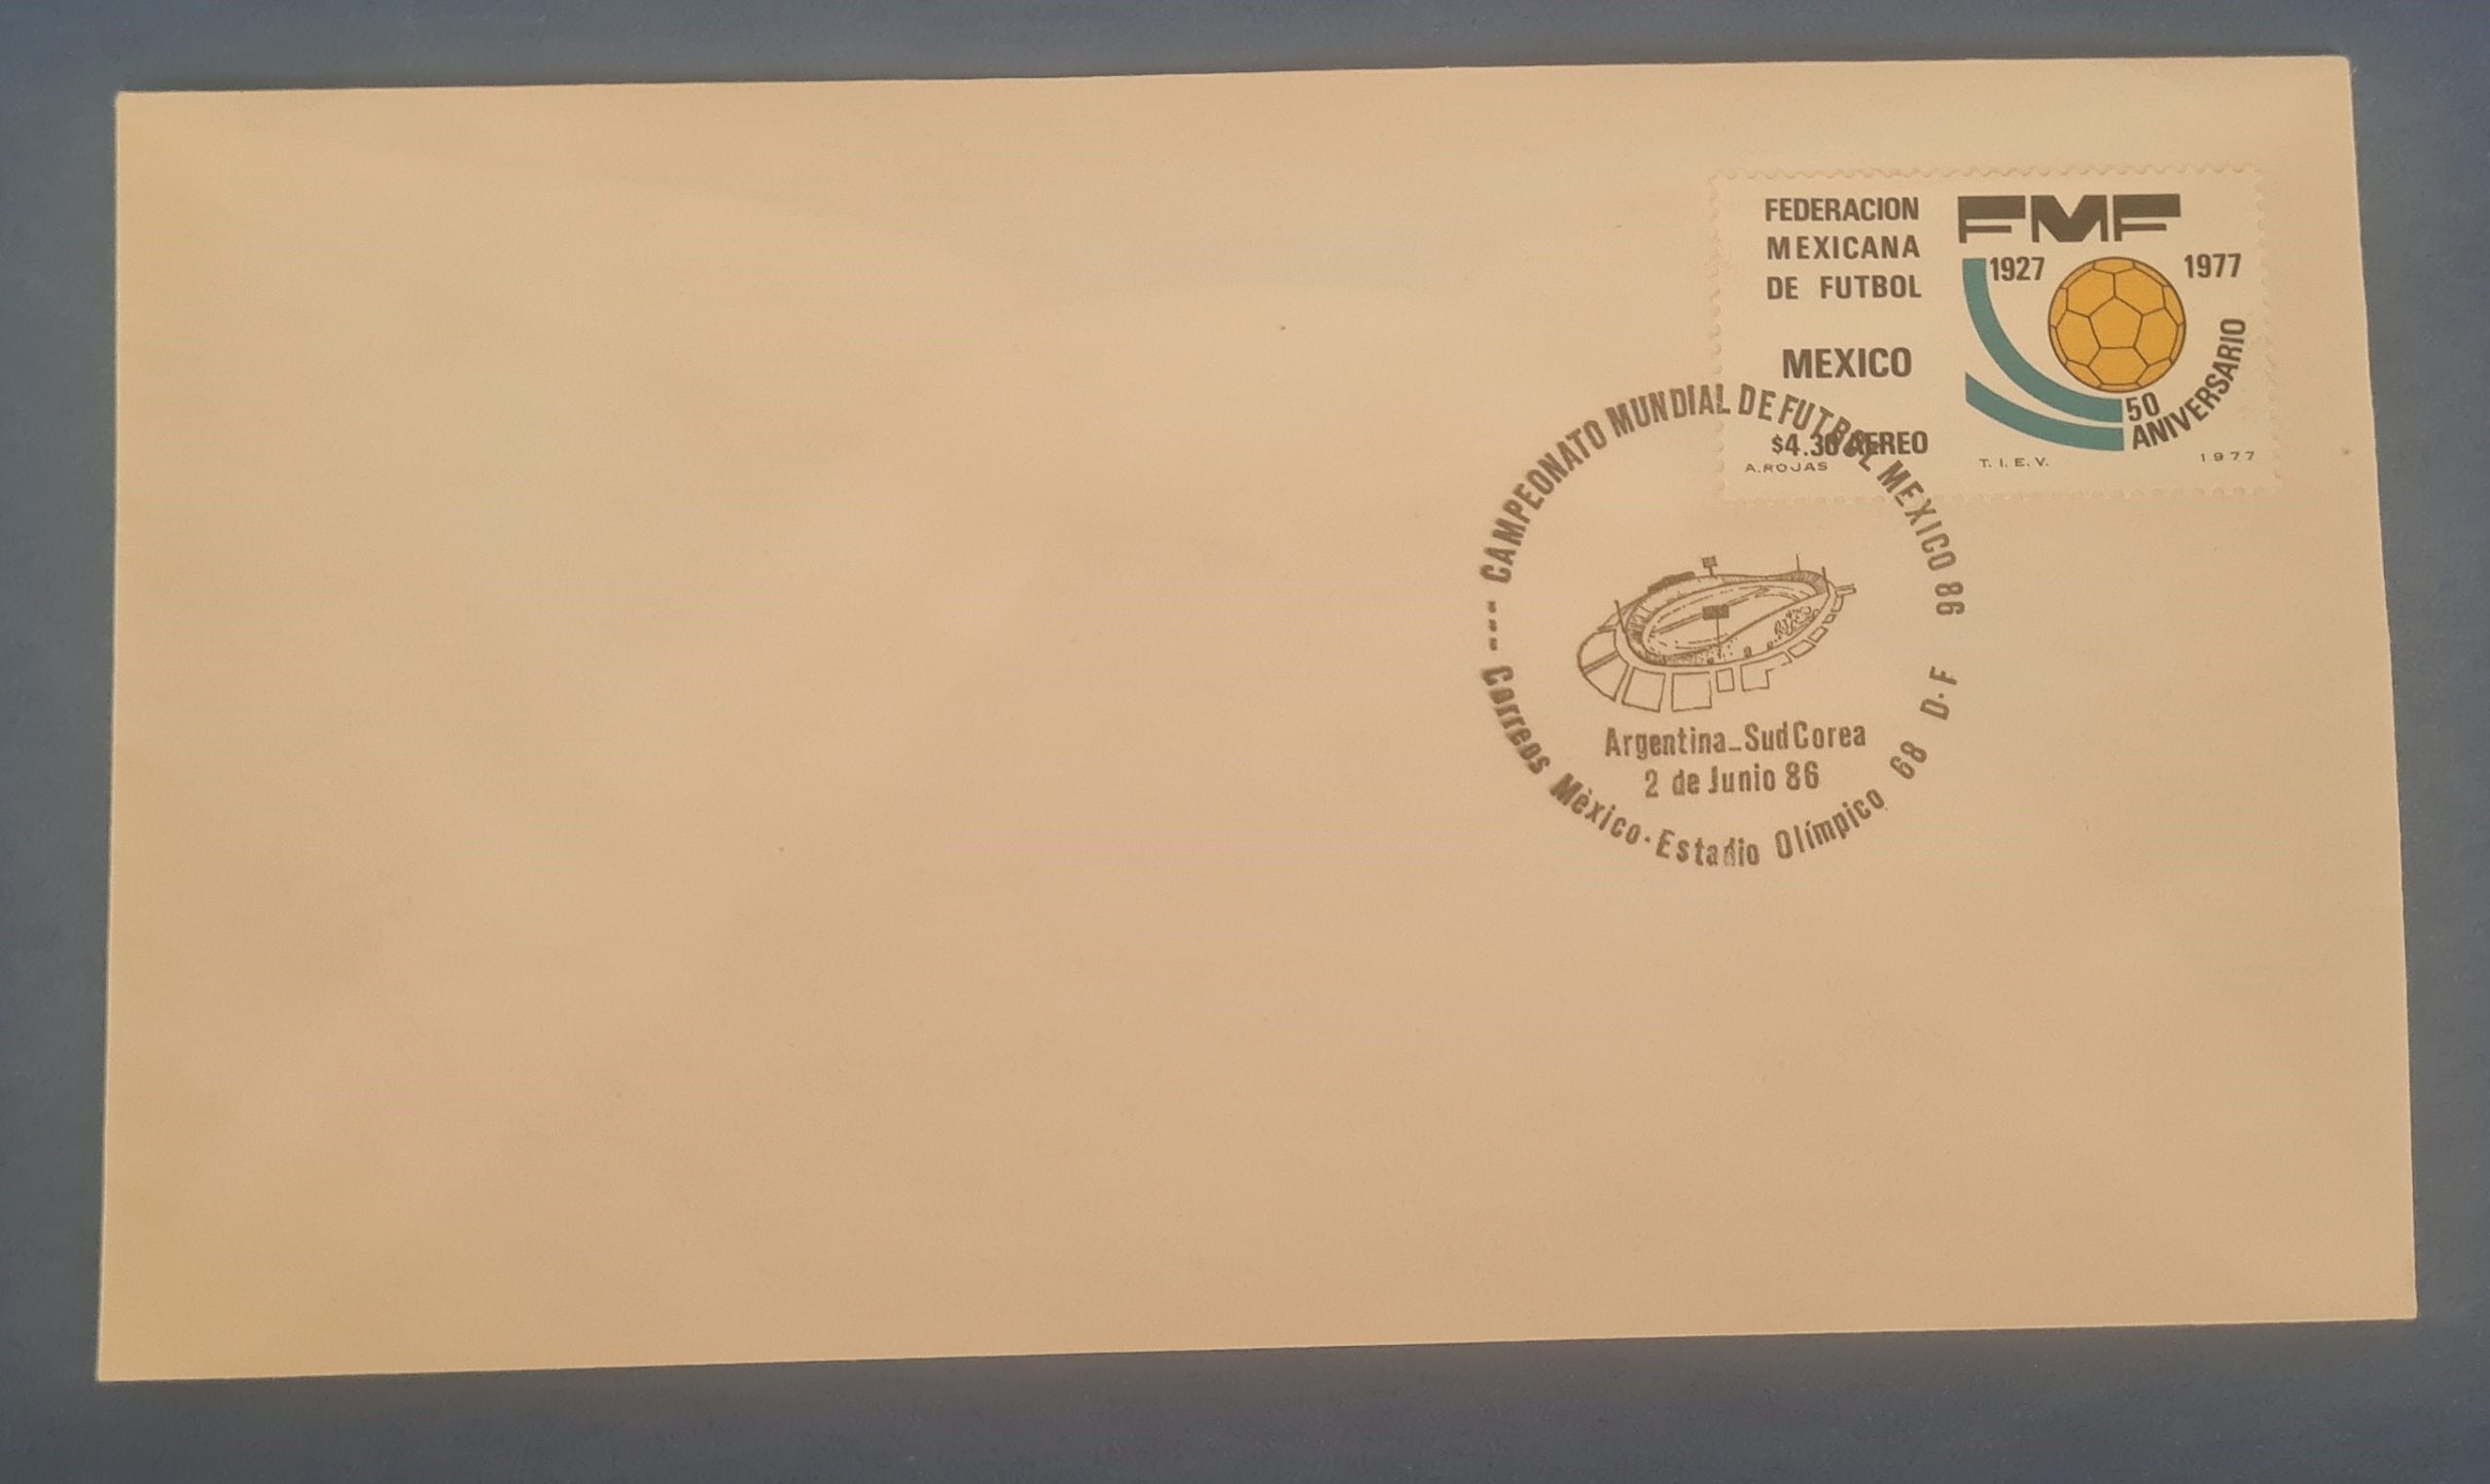 FEDERACION
MEXICANA
DE FUTBOL
MEXICO
$4.30 AEREO
A.ROJAS
FMF
1927 1977
50
ANIVERSARIO
T. I. E. V.
1977
CAMPEONATO MUNDIAL DE FUTBOL MEXICO 86
Argentina_SudCorea
2 de Junio 86
Correos Mèxico·Estadio Olímpico 68 D·F